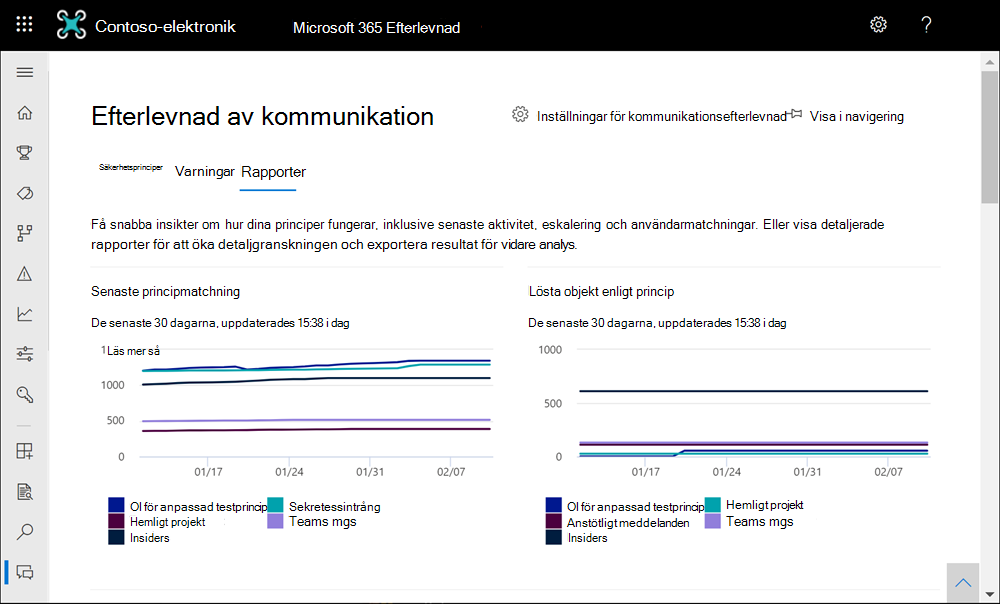 Contoso-elektronik
Microsoft 365 Efterlevnad
?
Efterlevnad av kommunikation
Inställningar för kommunikationsefterlevnad
Visa i navigering
Säkerhetsprinciper
Varningar
Rapporter
Få snabba insikter om hur dina principer fungerar, inklusive senaste aktivitet, eskalering och användarmatchningar. Eller visa detaljerade
rapporter för att öka detaljgranskningen och exportera resultat för vidare analys.
Senaste principmatchning
De senaste 30 dagarna, uppdaterades 15:38 i dag
1 Läs mer så
1000
500
0
01/17
01/24
01/31
02/07
OI för anpassad testprincip
Sekretessintrång
Hemligt projekt
Teams mgs
Insiders
Lösta objekt enligt princip
De senaste 30 dagarna, uppdaterades 15:38 i dag
1000
500
0
01/17
01/24
01/31
02/07
OI för anpassad testprincip
Hemligt projekt
Anstötligt meddelanden
Teams mgs
Insiders